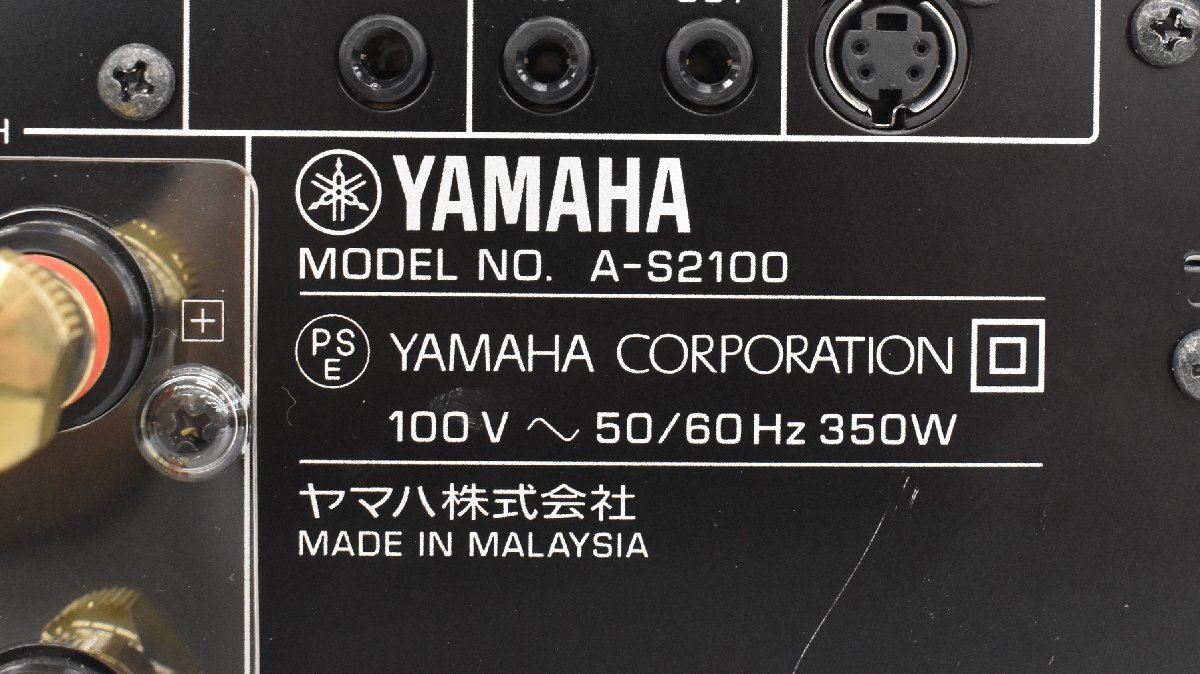 YAMAHA
MODEL NO. A-S2100
PSE YAMAHA CORPORATION
100V ~ 50/60Hz 350W
ヤマハ株式会社
MADE IN MALAYSIA